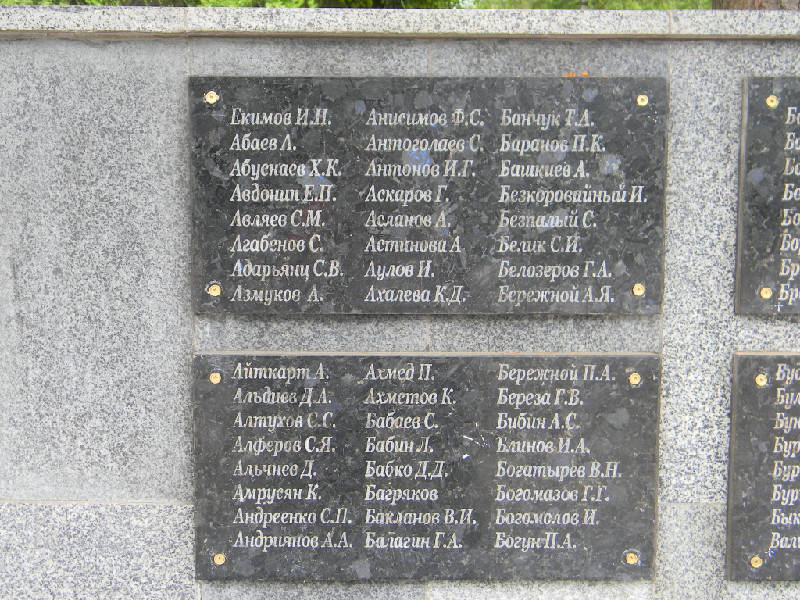 Екимов И.Н.
Абаев Л.
Абуенаев Х.К.
Авдонин Е.П.
Авляев С.М.
Агабенов С.
Адарьянц С.В.
Азмуков А.
Анисимов Ф.С.
Антоголаев С.
Антонов И.Г.
Аскаров Г.
Асланов А.
Астинова А
Аулов И.
Ахалева К.Д.
Банчук Т.Д.
Баранов П.К.
Башкиев А.
Безкоровайный И.
Безпалый С.
Белик С.И.
Белозеров Г.А.
Бережной А.Я.
Айткарт А.
Альдиев Д.А.
Алтухов С.С.
Алферов С.Я.
Альчиев Д.
Амрусян К.
Андреенко С.П.
Андриянов А.А.
Ахмед П.
Ахметов К.
Бабаев С.
Бабин Л.
Бабко Д.Д.
Багряков
Бакланов В.И.
Балагин Г.А.
Бережной П.А.
Береза Г.В.
Бибин А.С.
Блинов И.А.
Богатырев В.Н.
Богомазов Г.Г.
Богомолов И.
Богун П.А.